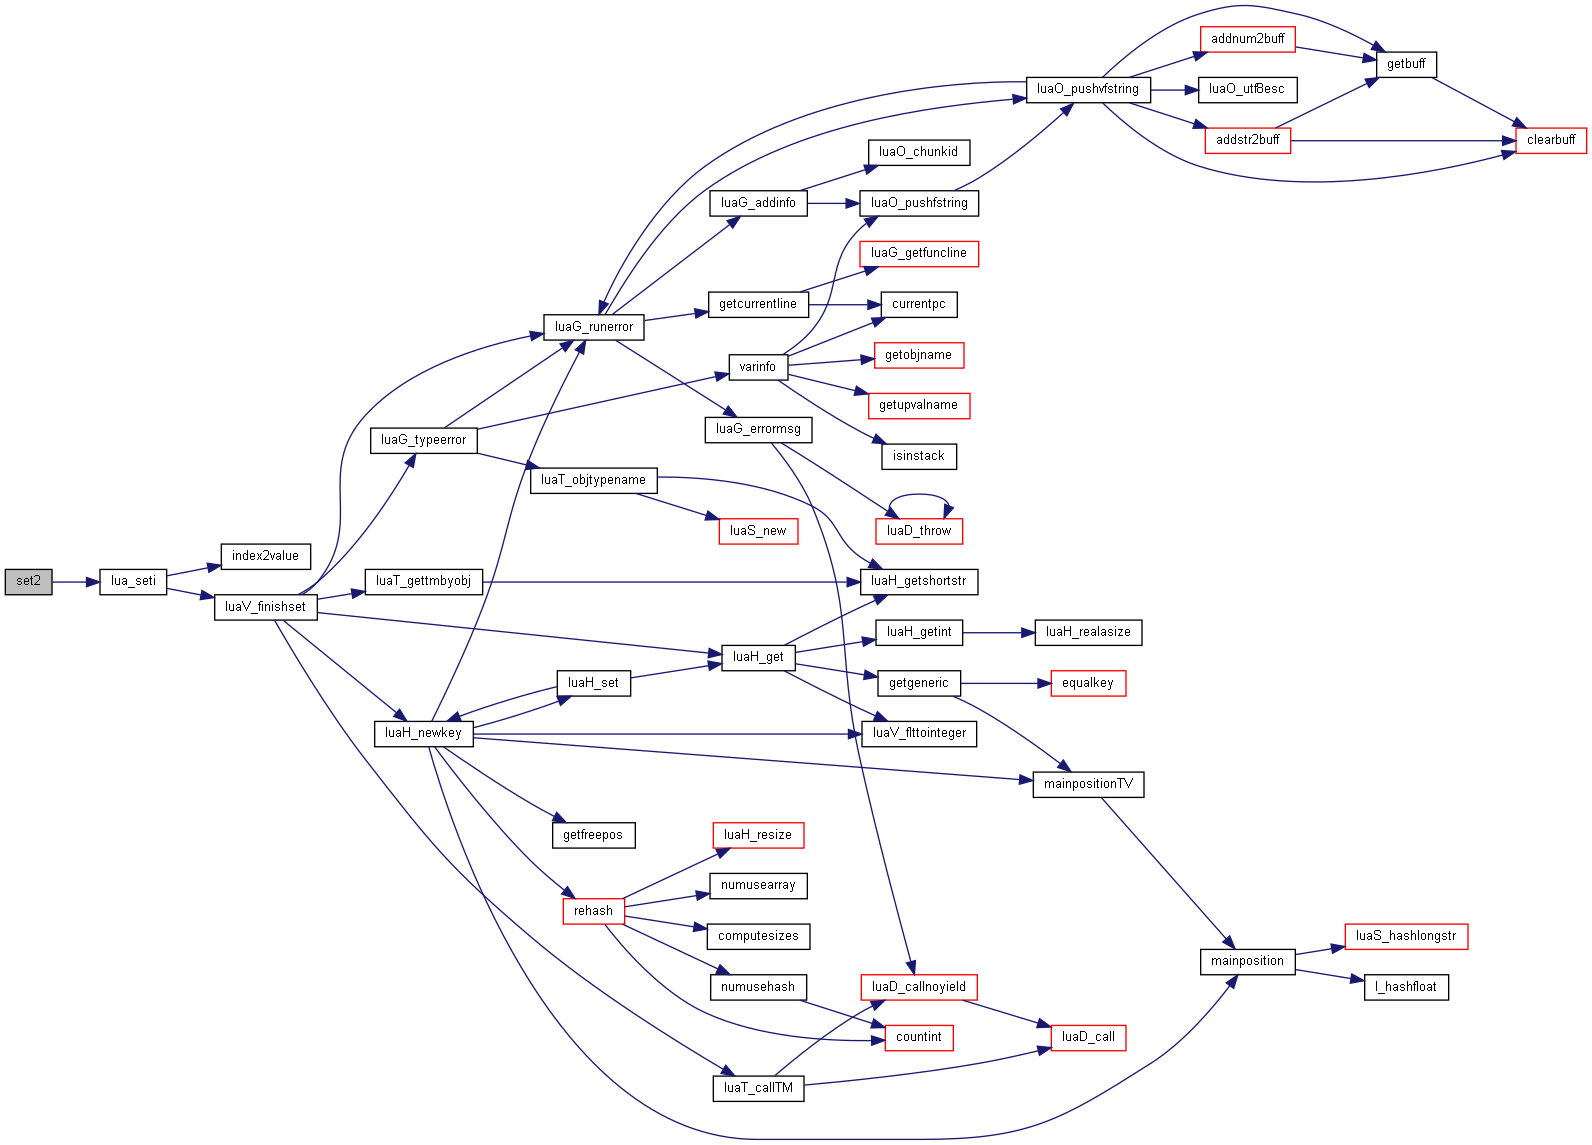 addnum2buff
getbuff
luaO_pushvfstring
luaO_utf8esc
addstr2buff
clearbuff
luaO_chunkid
luaG_addinfo
luaO_pushfstring
luaG_getfuncline
getcurrentline
currentpc
luaG_runerror
getobjname
varinfo
getupvalname
luaG_errormsg
luaG_typeerror
isinstack
luaT_objtypename
luaS_new
luaD_throw
index2value
set2
lua_seti
luaT_gettmbyobj
luaH_getshortstr
luaV_finishset
luaH_getint
luaH_realasize
luaH_get
luaH_set
getgeneric
equalkey
luaH_newkey
luaV_flttointeger
mainpositionTV
getfreepos
luaH_resize
numusearray
rehash
computesizes
luaS_hashlongstr
mainposition
numusehash
luaD_callnoyield
l_hashfloat
countint
luaD_call
luaT_callTM